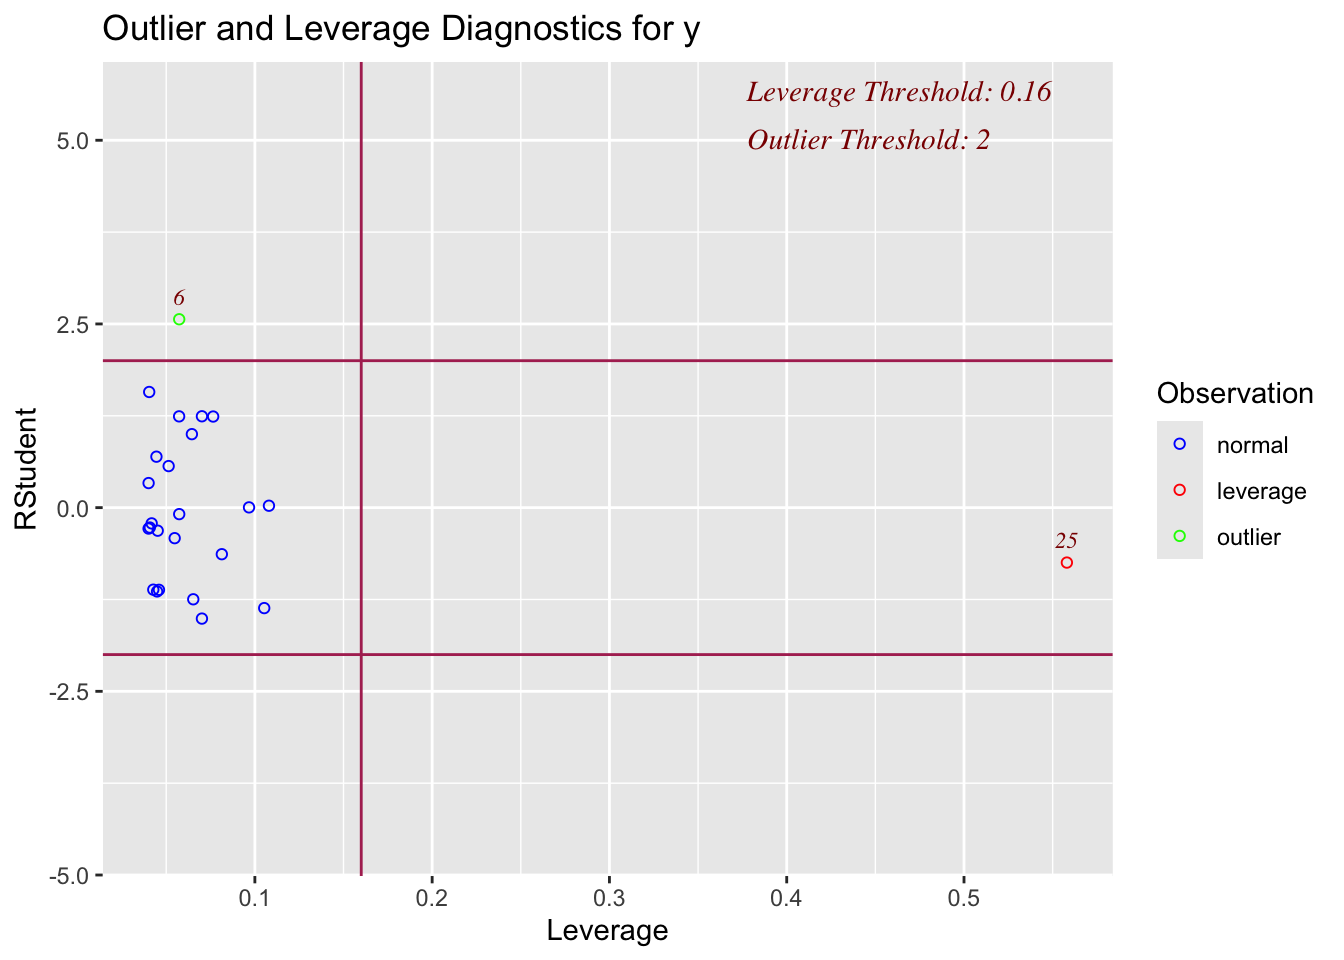 Outlier and Leverage Diagnostics for y
Leverage Threshold: 0.16
Outlier Threshold: 2
5.0
2.5
0.0
-2.5
-5.0
RStudent
6
25
0.1
0.2
0.3
0.4
0.5
Leverage
Observation
normal
leverage
outlier